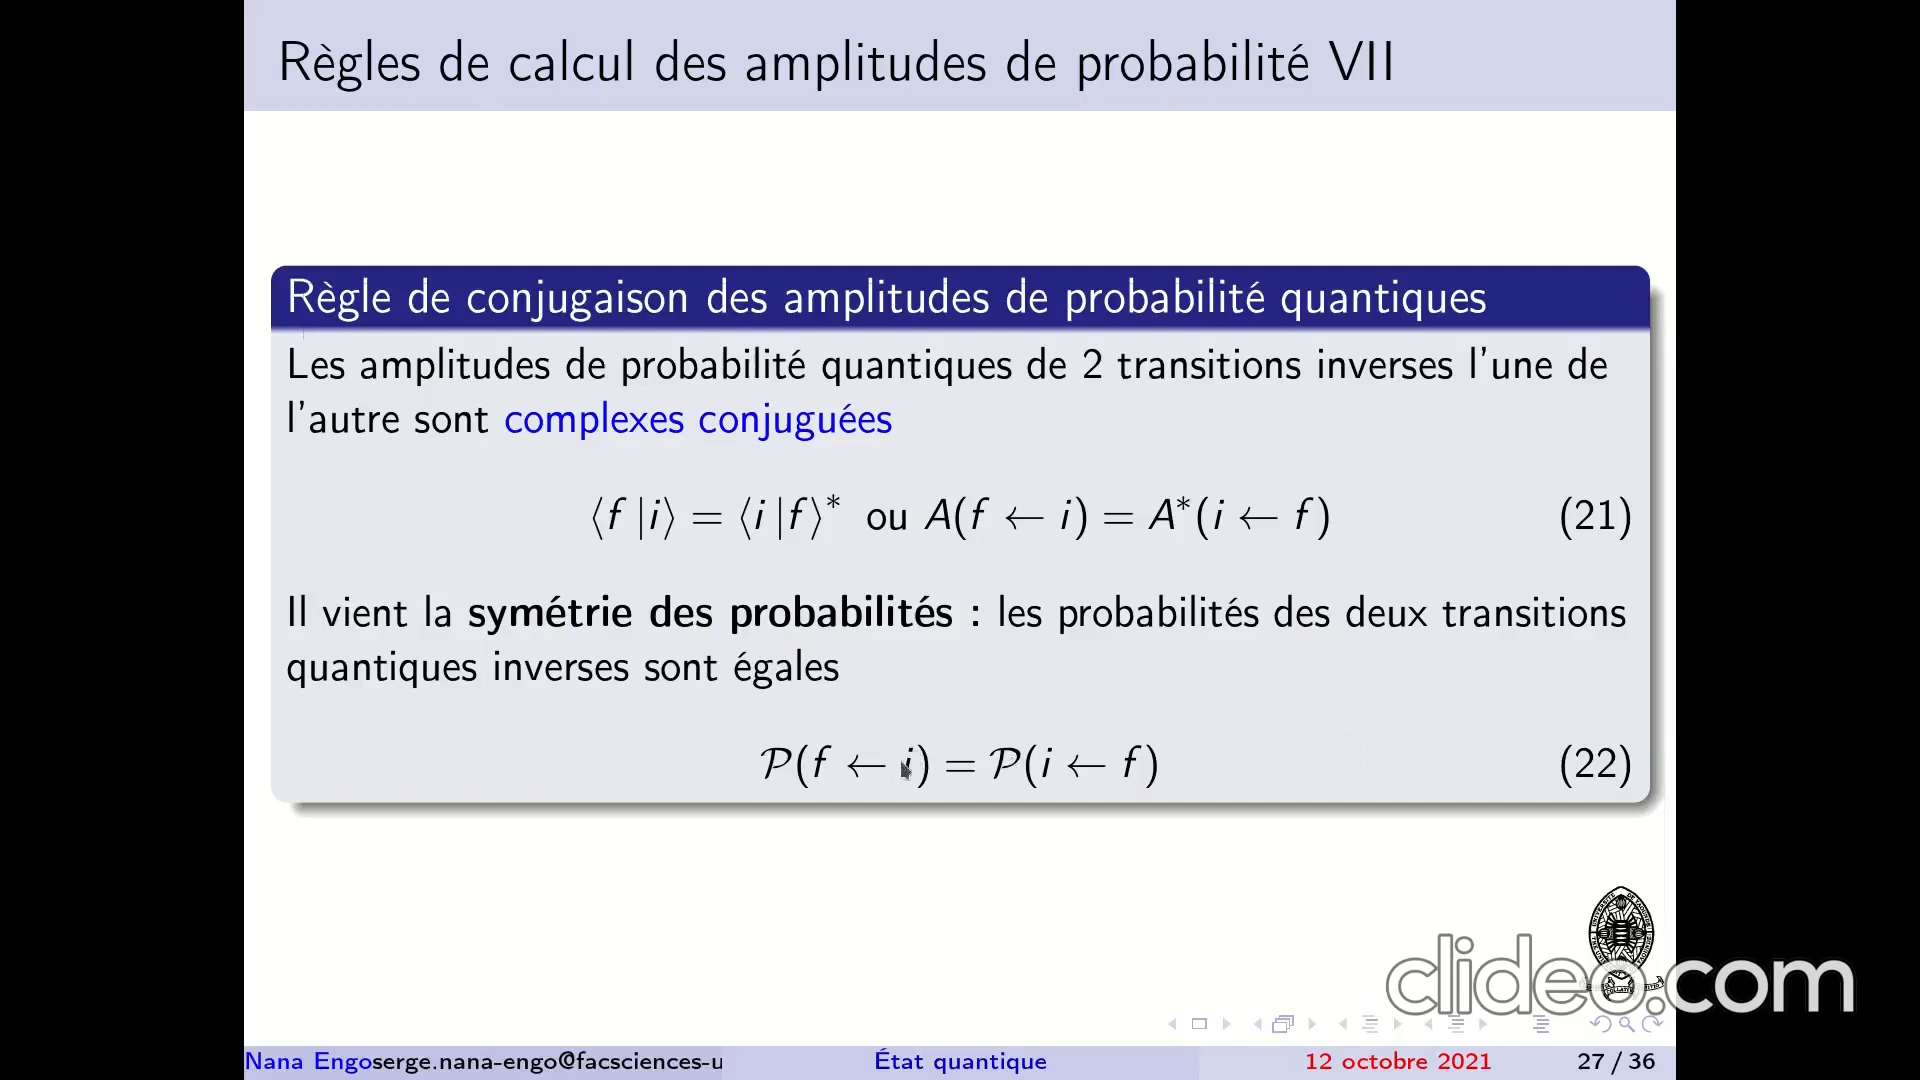 Règles de calcul des amplitudes de probabilité VII
Règle de conjugaison des amplitudes de probabilité quantiques
Les amplitudes de probabilité quantiques de 2 transitions inverses l'une de
l'autre sont complexes conjuguées
⟨f |i⟩ = ⟨i |f⟩* ou A(f ← i) = A*(i ← f) (21)
Il vient la symétrie des probabilités : les probabilités des deux transitions
quantiques inverses sont égales
𝒫(f ← i) = 𝒫(i ← f) (22)
clideo.com
Nana Engoserge.nana-engo@facsciences-u État quantique 12 octobre 2021 27 / 36